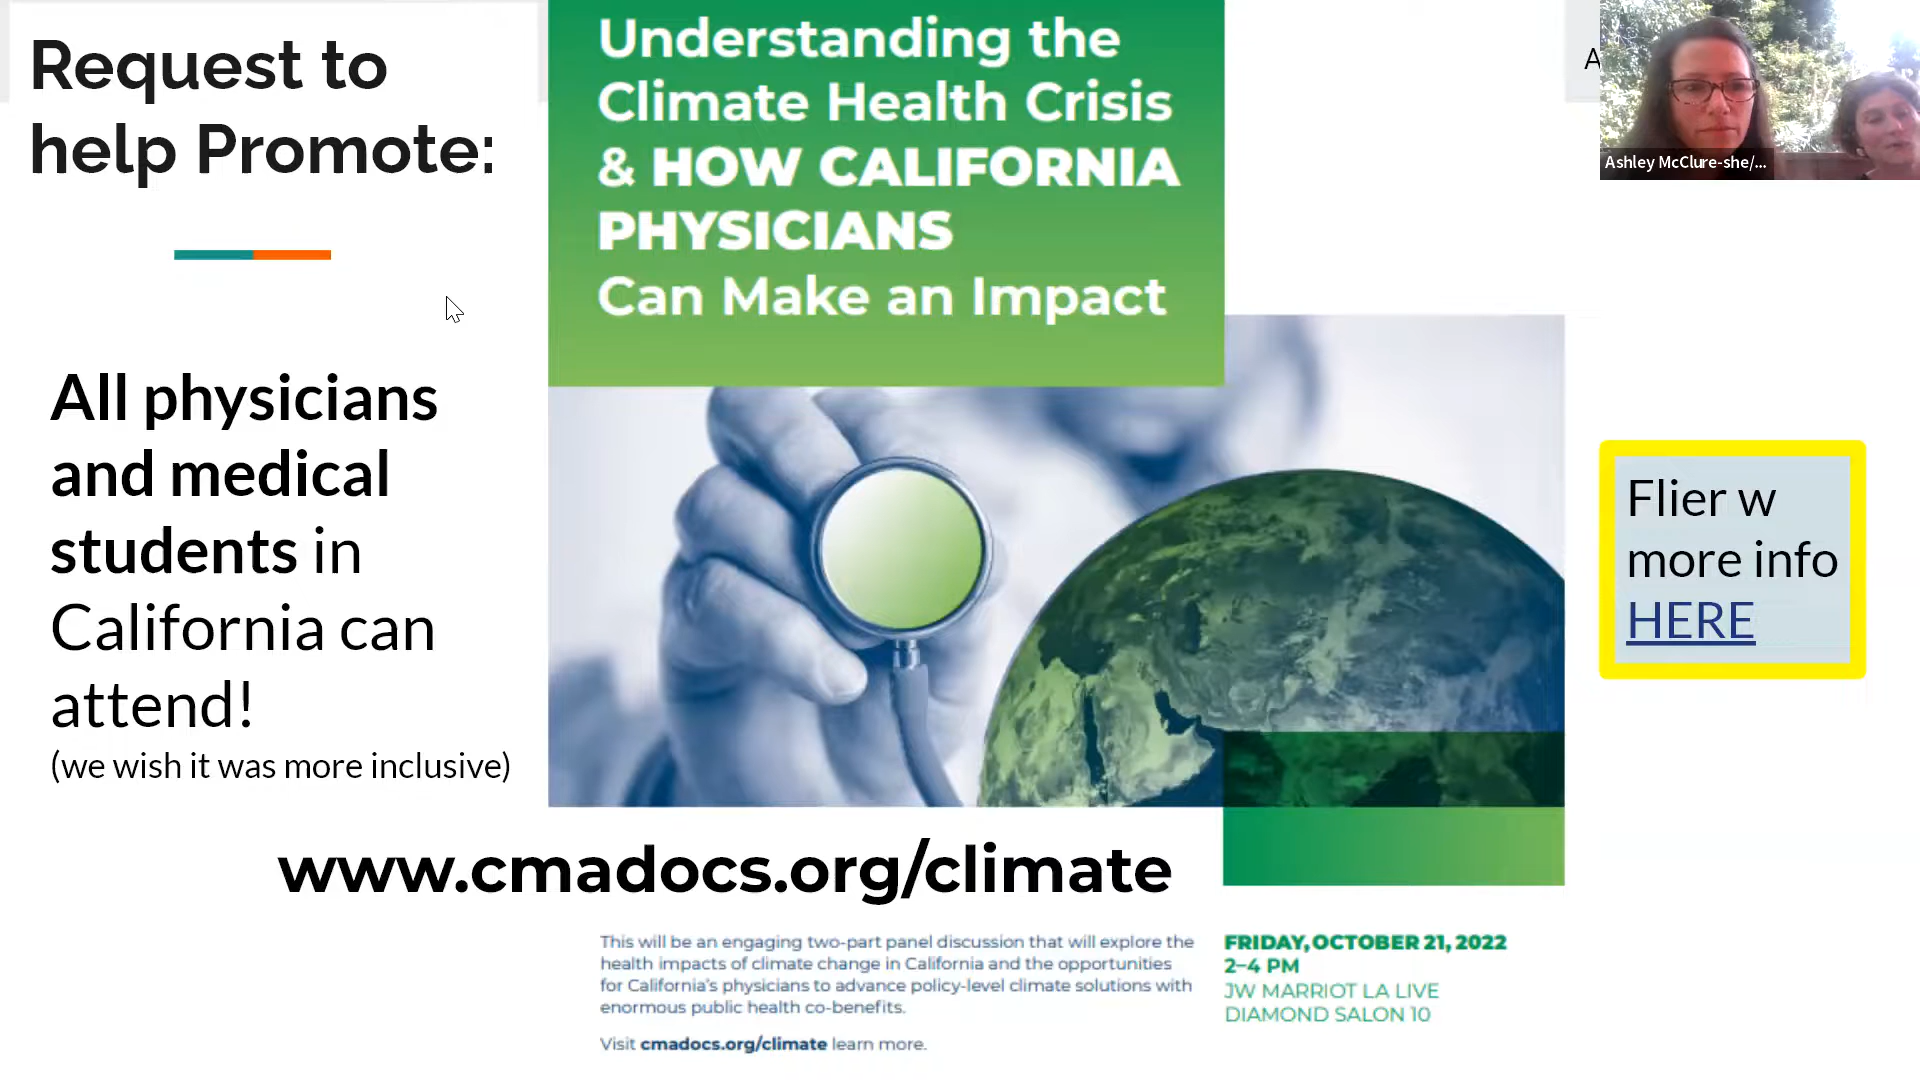 Request to
help Promote:
All physicians
and medical
students in
California can
attend!
(we wish it was more inclusive)
Understanding the
Climate Health Crisis
& HOW CALIFORNIA
PHYSICIANS
Can Make an Impact
www.cmadocs.org/climate
This will be an engaging two-part panel discussion that will explore the
health impacts of climate change in California and the opportunities
for California's physicians to advance policy-level climate solutions with
enormous public health co-benefits.
Visit cmadocs.org/climate learn more.
FRIDAY, OCTOBER 21, 2022
2–4 PM
JW MARRIOT LA LIVE
DIAMOND SALON 10
A
Ashley McClure-she/...
Flier w
more info
HERE